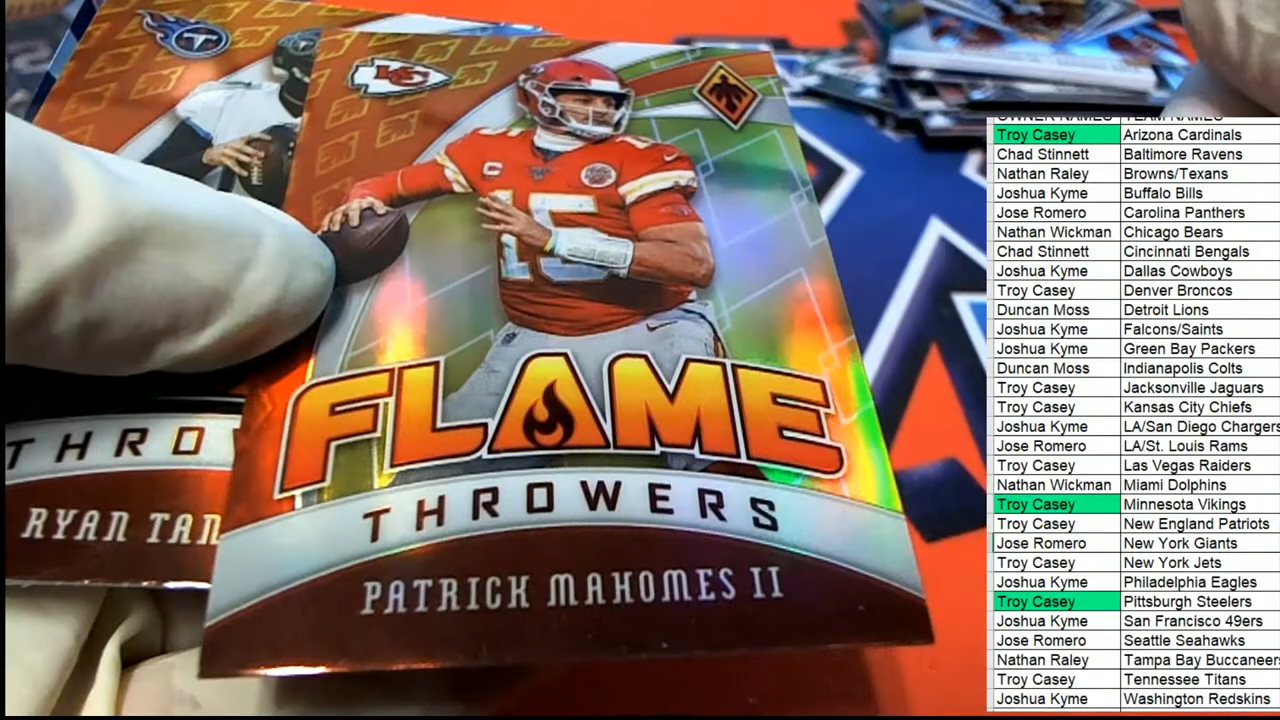 KC
15
FLAME
THROWERS
PATRICK MAHOMES II
THRO
RYAN TAN
OWNER NAMES TEAM NAMES
Troy Casey Arizona Cardinals
Chad Stinnett Baltimore Ravens
Nathan Raley Browns/Texans
Joshua Kyme Buffalo Bills
Jose Romero Carolina Panthers
Nathan Wickman Chicago Bears
Chad Stinnett Cincinnati Bengals
Joshua Kyme Dallas Cowboys
Troy Casey Denver Broncos
Duncan Moss Detroit Lions
Joshua Kyme Falcons/Saints
Joshua Kyme Green Bay Packers
Duncan Moss Indianapolis Colts
Troy Casey Jacksonville Jaguars
Troy Casey Kansas City Chiefs
Joshua Kyme LA/San Diego Chargers
Jose Romero LA/St. Louis Rams
Troy Casey Las Vegas Raiders
Nathan Wickman Miami Dolphins
Troy Casey Minnesota Vikings
Troy Casey New England Patriots
Jose Romero New York Giants
Troy Casey New York Jets
Joshua Kyme Philadelphia Eagles
Troy Casey Pittsburgh Steelers
Joshua Kyme San Francisco 49ers
Jose Romero Seattle Seahawks
Nathan Raley Tampa Bay Buccaneers
Troy Casey Tennessee Titans
Joshua Kyme Washington Redskins